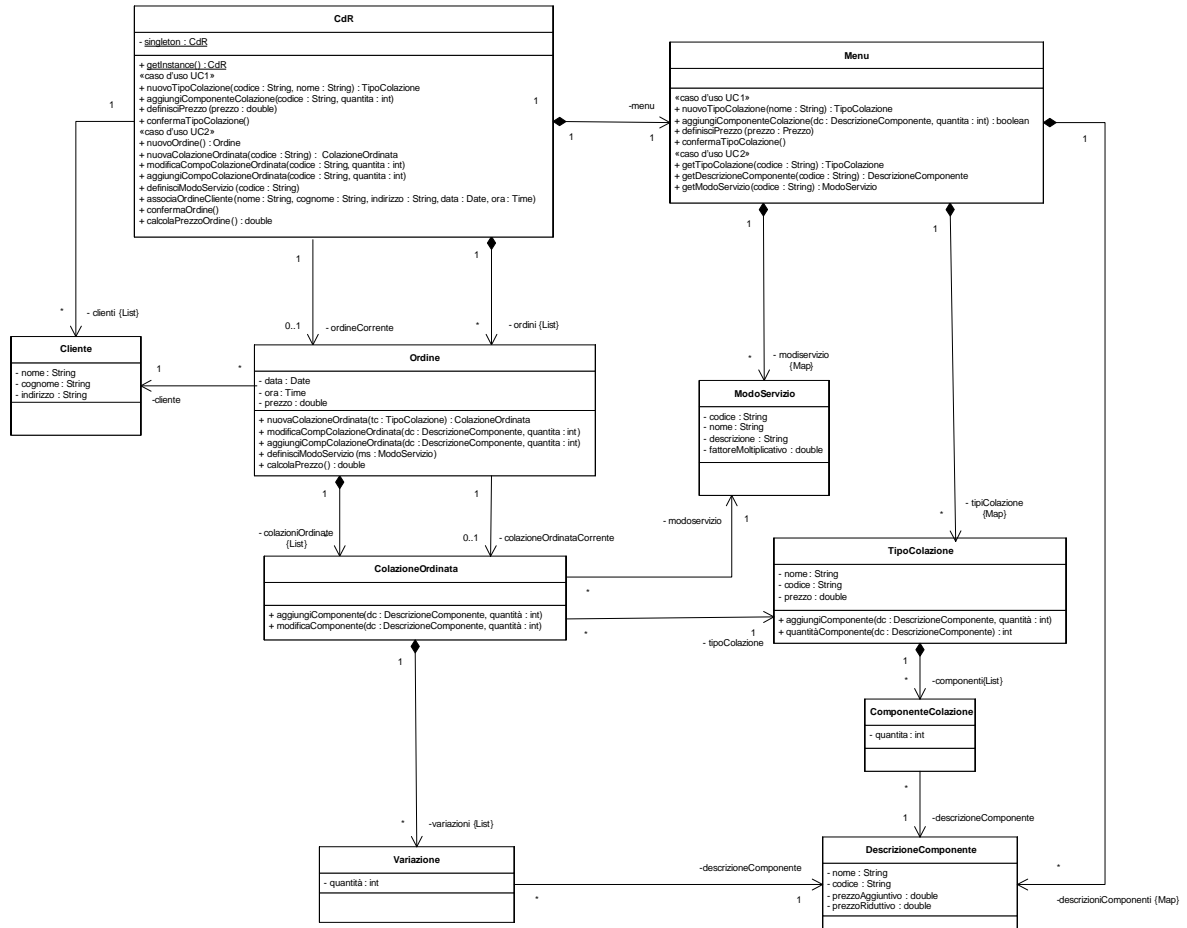 CdR
- singleton : CdR
+ getInstance() : CdR
«caso d'uso UC1»
+ nuovoTipoColazione(codice : String, nome : String) : TipoColazione
+ aggiungiComponenteColazione(codice : String, quantita : int)
+ definisciPrezzo (prezzo : double)
+ confermaTipoColazione()
«caso d'uso UC2»
+ nuovoOrdine() : Ordine
+ nuovaColazioneOrdinata(codice : String) : ColazioneOrdinata
+ modificaCompoColazioneOrdinata(codice : String, quantita : int)
+ aggiungiCompoColazioneOrdinata(codice : String, quantita : int)
+ definisciModoServizio (codice : String)
+ associaOrdineCliente(nome : String, cognome : String, indirizzo : String, data : Date, ora : Time)
+ confermaOrdine()
+ calcolaPrezzoOrdine() : double
1
1
1
-menu
1
Menu
«caso d'uso UC1»
+ nuovoTipoColazione(nome : String) : TipoColazione
+ aggiungiComponenteColazione(dc : DescrizioneComponente, quantita : int) : boolean
+ definisciPrezzo (prezzo : Prezzo)
+ confermaTipoColazione()
«caso d'uso UC2»
+ getTipoColazione(codice : String) : TipoColazione
+ getDescrizioneComponente(codice : String) : DescrizioneComponente
+ getModoServizio(codice : String) : ModoServizio
1
1
1
1
1
* - clienti {List}
0..1 - ordineCorrente
* - ordini {List}
Cliente
- nome : String
- cognome : String
- indirizzo : String
1
*
-cliente
Ordine
- data : Date
- ora : Time
- prezzo : double
+ nuovaColazioneOrdinata(tc : TipoColazione) : ColazioneOrdinata
+ modificaCompColazioneOrdinata(dc : DescrizioneComponente, quantita : int)
+ aggiungiCompColazioneOrdinata(dc : DescrizioneComponente, quantita : int)
+ definisciModoServizio (ms : ModoServizio)
+ calcolaPrezzo() : double
* - modiservizio
{Map}
ModoServizio
- codice : String
- nome : String
- descrizione : String
- fattoreMoltiplicativo : double
1
1
- colazioniOrdinate
{List}
*
0..1 - colazioneOrdinataCorrente
- modoservizio
1
* - tipiColazione
{Map}
ColazioneOrdinata
+ aggiungiComponente(dc : DescrizioneComponente, quantità : int)
+ modificaComponente(dc : DescrizioneComponente, quantità : int)
*
*
1
- tipoColazione
TipoColazione
- nome : String
- codice : String
- prezzo : double
+ aggiungiComponente(dc : DescrizioneComponente, quantità : int)
+ quantitàComponente(dc : DescrizioneComponente) : int
1
1
* -componenti{List}
ComponenteColazione
- quantita : int
*
1 -descrizioneComponente
* -variazioni {List}
Variazione
- quantità : int
-descrizioneComponente
*
1
DescrizioneComponente
- nome : String
- codice : String
- prezzoAggiuntivo : double
- prezzoRiduttivo : double
*
-descrizioniComponenti {Map}